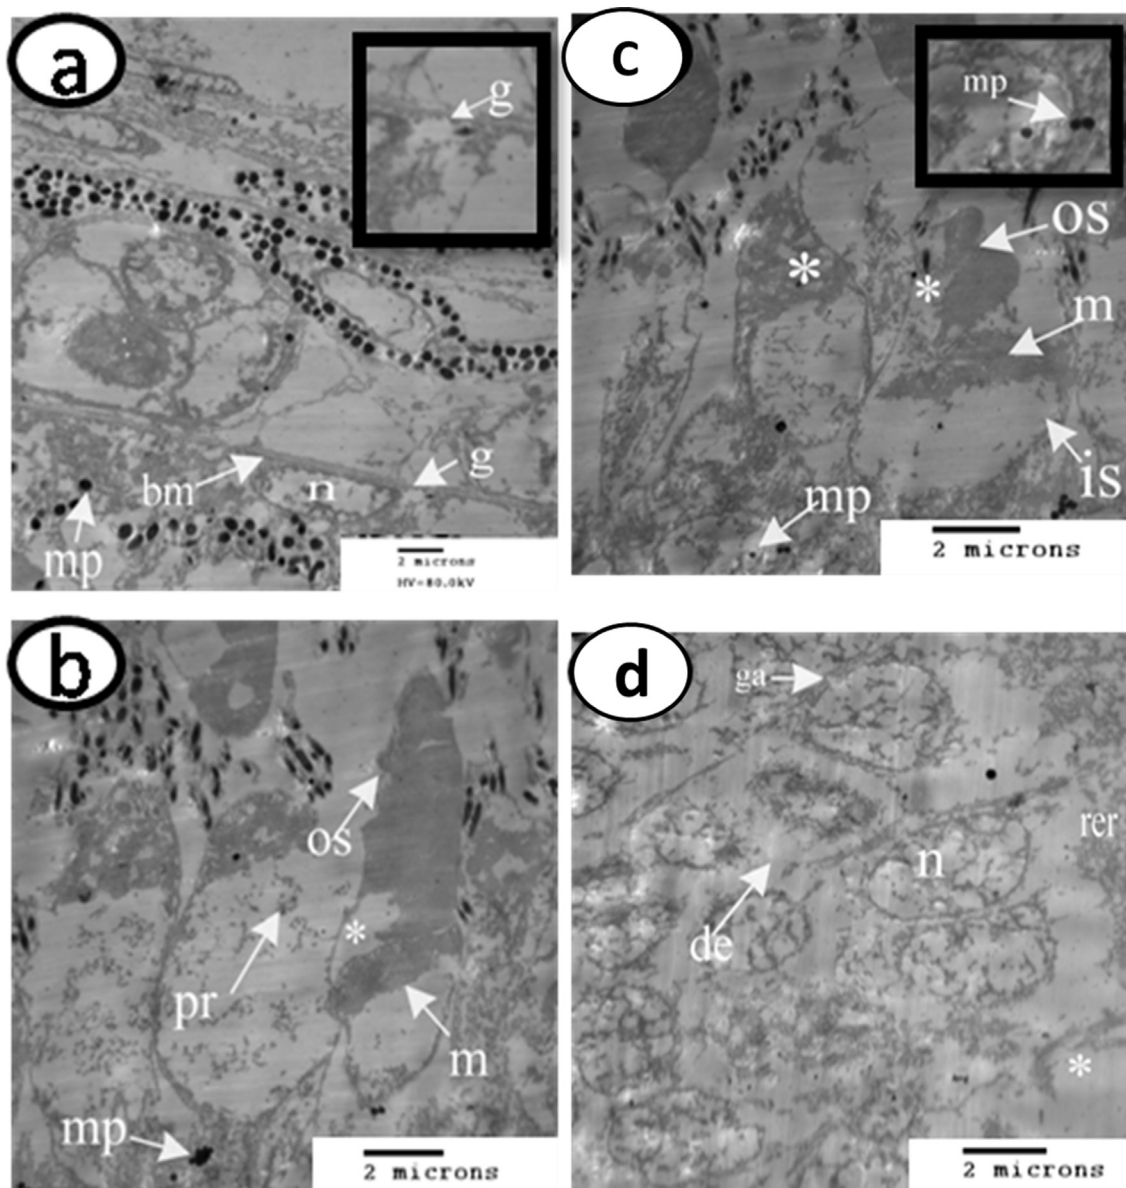 a
g
bm
n
g
mp
2 microns
HV=80.0kV
c
mp
os
*
*
m
is
mp
2 microns
b
os
pr
*
m
mp
2 microns
d
ga
rer
n
de
*
2 microns